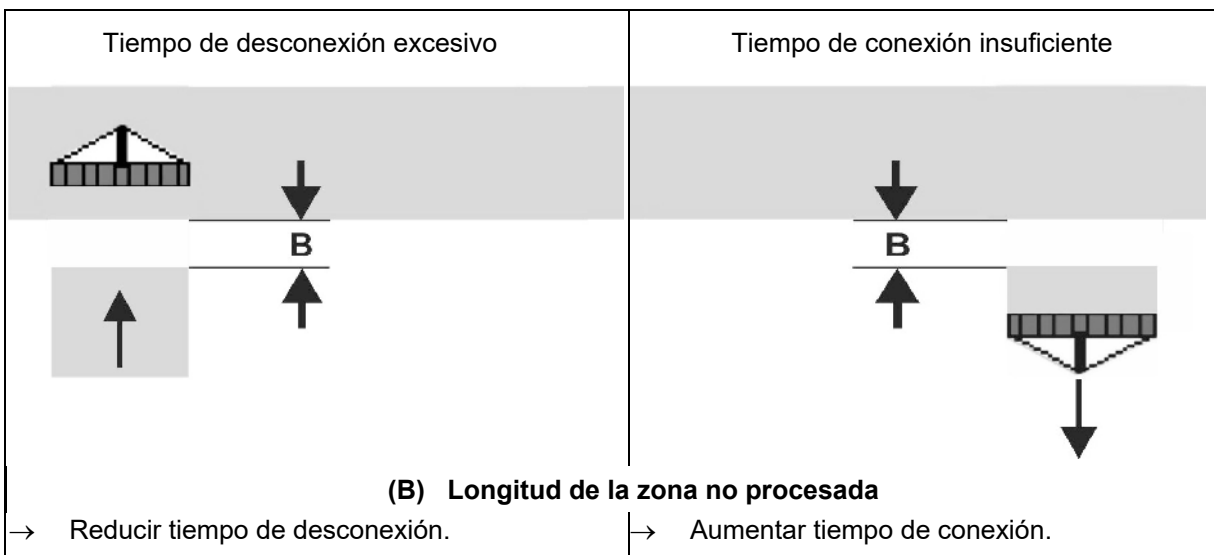 Tiempo de desconexión excesivo
Tiempo de conexión insuficiente
B
B
(B) Longitud de la zona no procesada
→ Reducir tiempo de desconexión.
→ Aumentar tiempo de conexión.